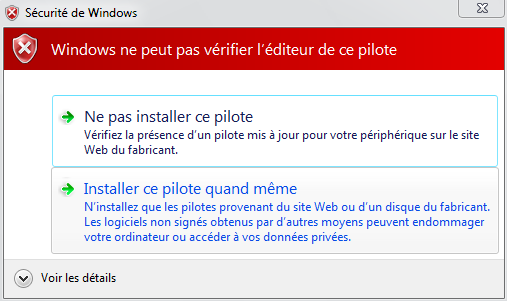 Sécurité de Windows
Windows ne peut pas vérifier l'éditeur de ce pilote
Ne pas installer ce pilote
Vérifiez la présence d'un pilote mis à jour pour votre périphérique sur le site
Web du fabricant.
Installer ce pilote quand même
N'installez que les pilotes provenant du site Web ou d'un disque du fabricant.
Les logiciels non signés obtenus par d'autres moyens peuvent endommager
votre ordinateur ou accéder à vos données privées.
Voir les détails